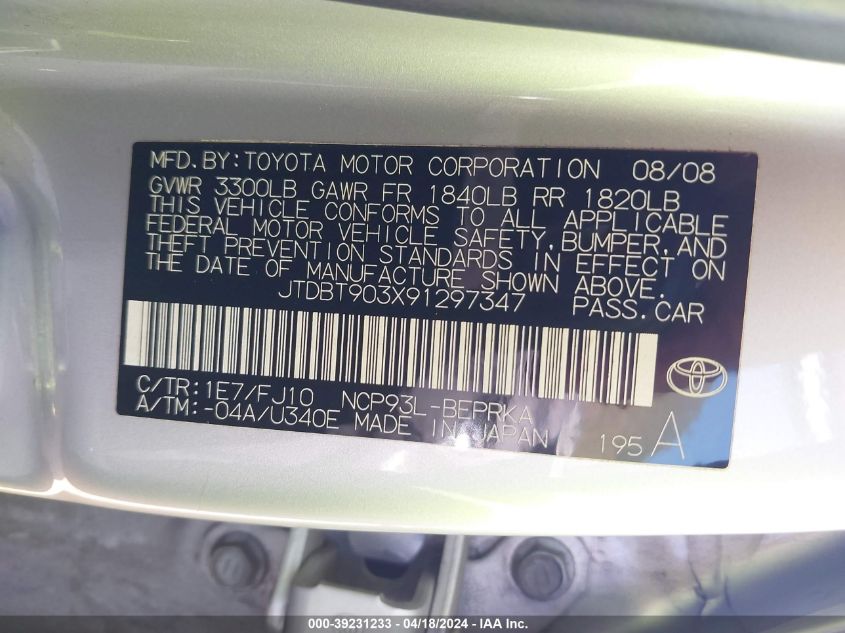 MFD. BY: TOYOTA MOTOR CORPORATION 08/08
GVWR 3300LB GAWR FR 1840LB RR 1820LB
THIS VEHICLE CONFORMS TO ALL APPLICABLE
FEDERAL MOTOR VEHICLE SAFETY, BUMPER, AND
THEFT PREVENTION STANDARDS IN EFFECT ON
THE DATE OF MANUFACTURE SHOWN ABOVE.
JTDBT903X91297347 PASS. CAR
C/TR: 1E7/FJ10 NCP93L-BEPRKA
A/TM: -04A/U340E MADE IN JAPAN 195 A
000-39231233 - 04/18/2024 - IAA Inc.